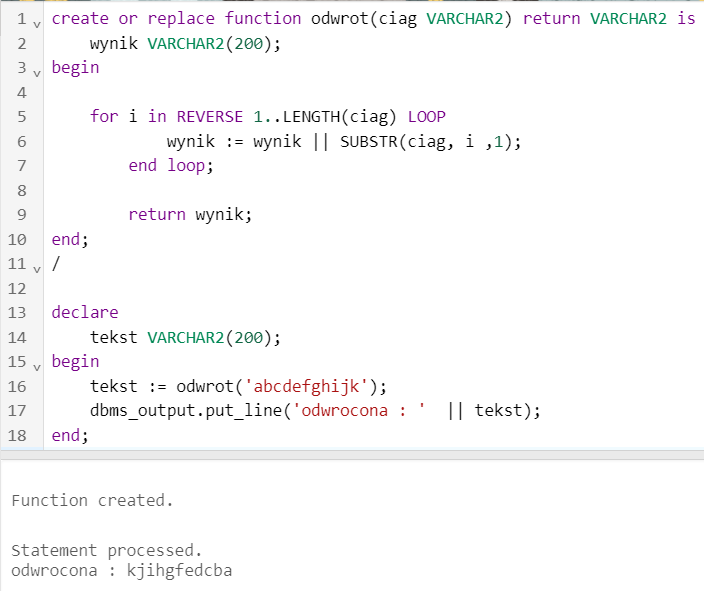 1 create or replace function odwrot(ciag VARCHAR2) return VARCHAR2 is
2     wynik VARCHAR2(200);
3 begin
4
5     for i in REVERSE 1..LENGTH(ciag) LOOP
6             wynik := wynik || SUBSTR(ciag, i ,1);
7         end loop;
8
9         return wynik;
10 end;
11 /
12
13 declare
14     tekst VARCHAR2(200);
15 begin
16     tekst := odwrot('abcdefghijk');
17     dbms_output.put_line('odwrocona : '  || tekst);
18 end;
Function created.
Statement processed.
odwrocona : kjihgfedcba